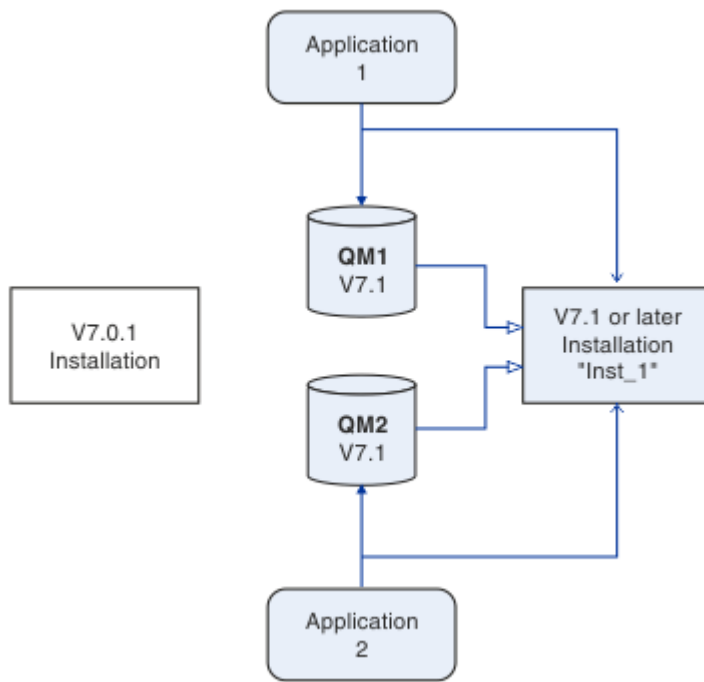 Application
1
QM1
V7.1
V7.0.1
Installation
V7.1 or later
Installation
"Inst_1"
QM2
V7.1
Application
2